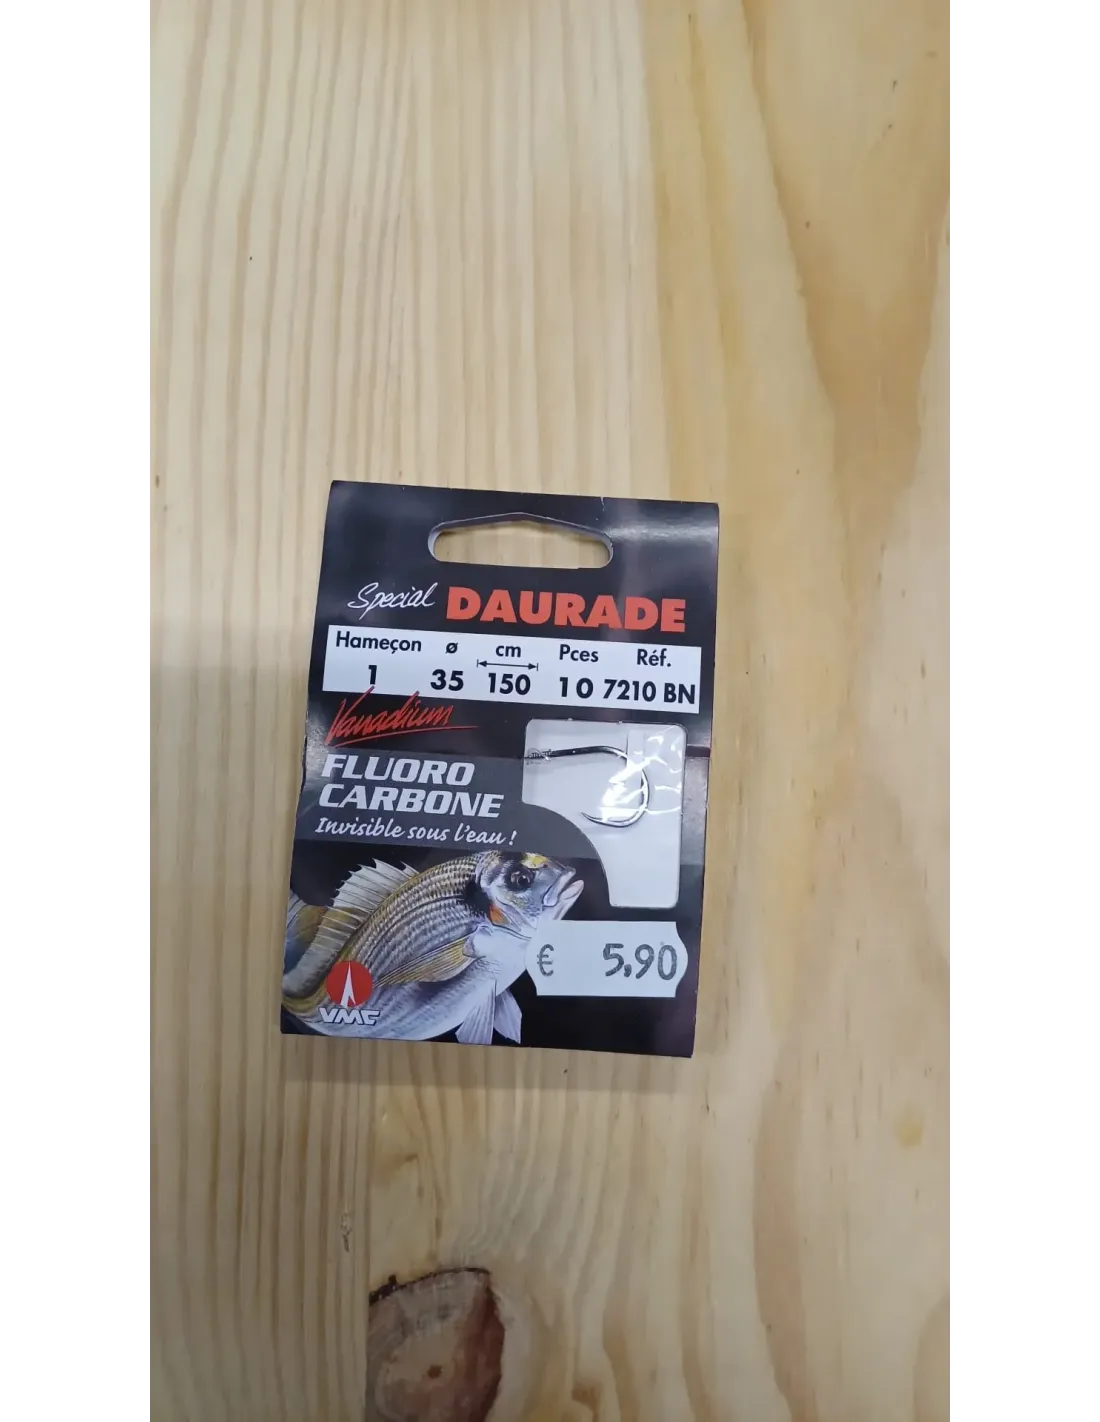 Special DAURADE
Hameçon ø cm Pces Réf.
1 35 150 10 7210 BN
Vanadium
FLUORO
CARBONE
Invisible sous l'eau !
€ 5,90
VMC